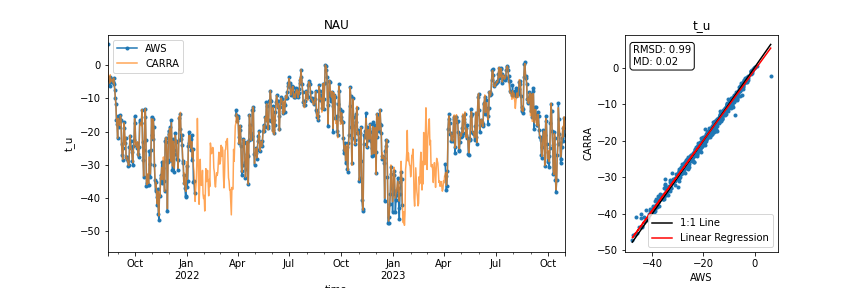 NAU
AWS
CARRA
t_u
0
−10
−20
−30
−40
−50
Oct
Jan
2022
Apr
Jul
Oct
Jan
2023
Apr
Jul
Oct
time
t_u
RMSD: 0.99
MD: 0.02
CARRA
0
−10
−20
−30
−40
−50
1:1 Line
Linear Regression
−40
−20
0
AWS